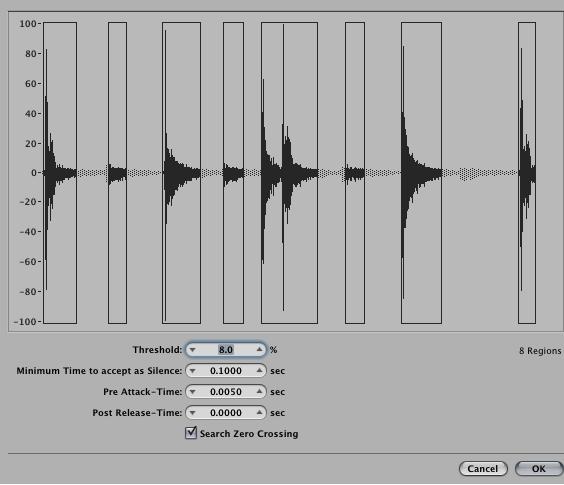 100
80
60
40
20
0
-20
-40
-60
-80
-100
Threshold: 8.0 %
8 Regions
Minimum Time to accept as Silence: 0.1000 sec
Pre Attack-Time: 0.0050 sec
Post Release-Time: 0.0000 sec
Search Zero Crossing
Cancel OK